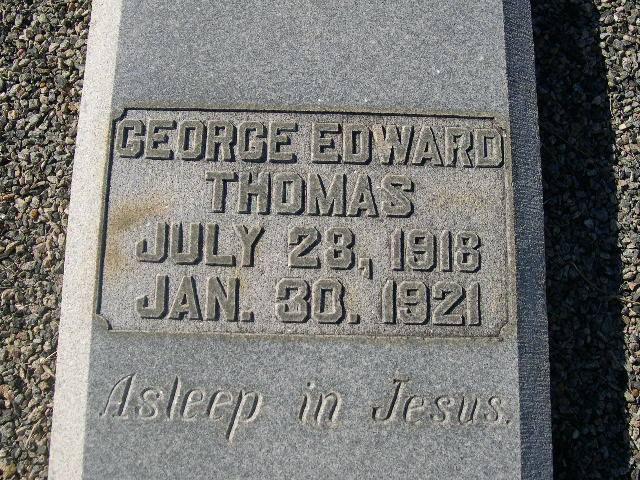 GEORGE EDWARD
THOMAS
JULY 28, 1918
JAN. 30. 1921
Asleep in Jesus.